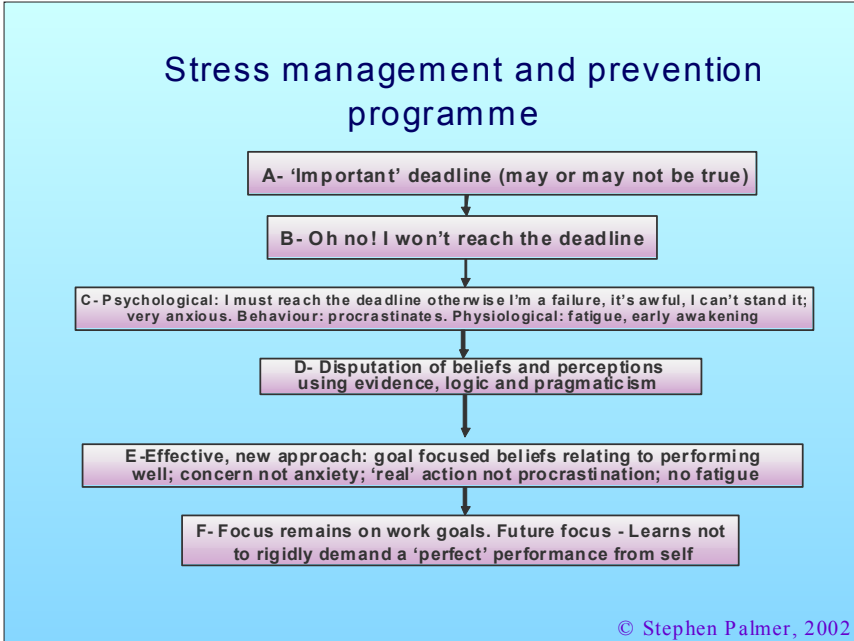 Stress management and prevention
programme
A- ‘Important’ deadline (may or may not be true)
B- Oh no! I won’t reach the deadline
C- Psychological: I must reach the deadline otherwise I’m a failure, it’s awful, I can’t stand it;
very anxious. Behaviour: procrastinates. Physiological: fatigue, early awakening
D- Disputation of beliefs and perceptions
using evidence, logic and pragmaticism
E-Effective, new approach: goal focused beliefs relating to performing
well; concern not anxiety; ‘real’ action not procrastination; no fatigue
F- Focus remains on work goals. Future focus - Learns not
to rigidly demand a ‘perfect’ performance from self
© Stephen Palmer, 2002